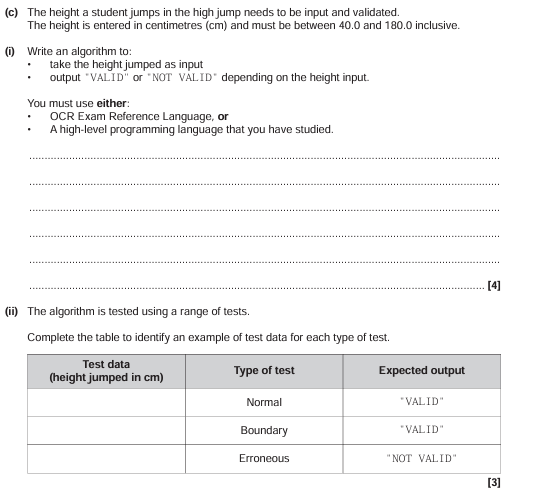 (c) The height a student jumps in the high jump needs to be input and validated.
The height is entered in centimetres (cm) and must be between 40.0 and 180.0 inclusive.
(i) Write an algorithm to:
• take the height jumped as input
• output "VALID" or "NOT VALID" depending on the height input.
You must use either:
• OCR Exam Reference Language, or
• A high-level programming language that you have studied.
[4]
(ii) The algorithm is tested using a range of tests.
Complete the table to identify an example of test data for each type of test.
Test data
(height jumped in cm)
Type of test
Expected output
Normal
"VALID"
Boundary
"VALID"
Erroneous
"NOT VALID"
[3]